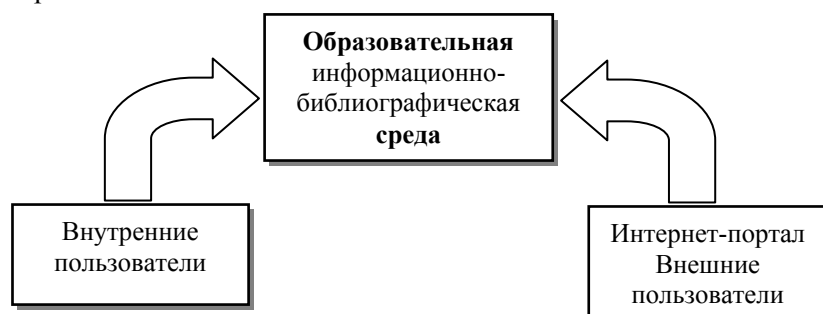 Образовательная
информационно-
библиографическая
среда
Внутренние
пользователи
Интернет-портал
Внешние
пользователи